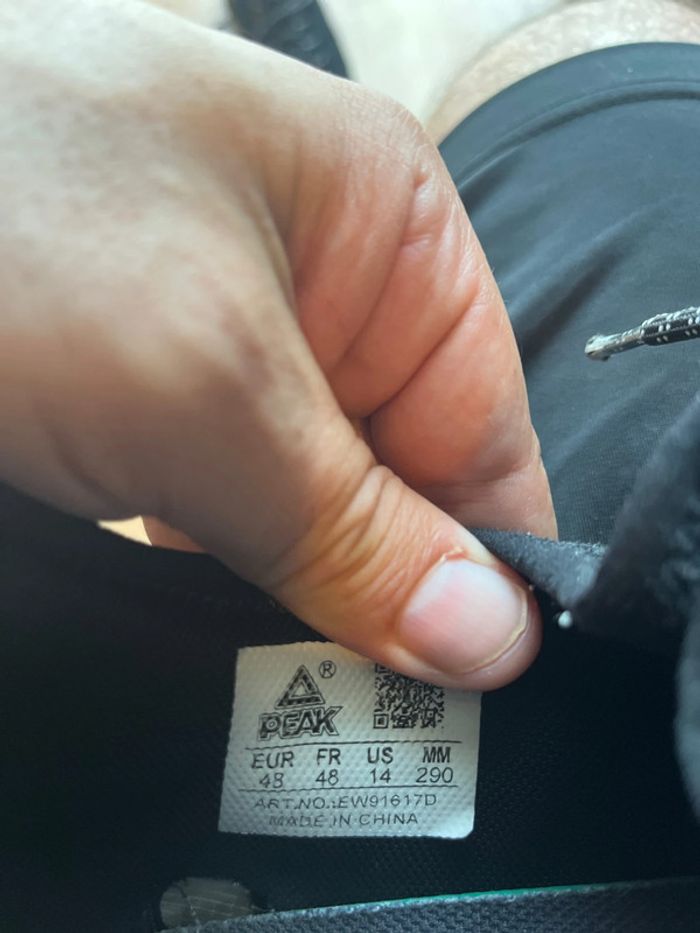 ®
PEAK
EUR FR US MM
48 48 14 290
ART.NO.:EW91617D
MADE IN CHINA